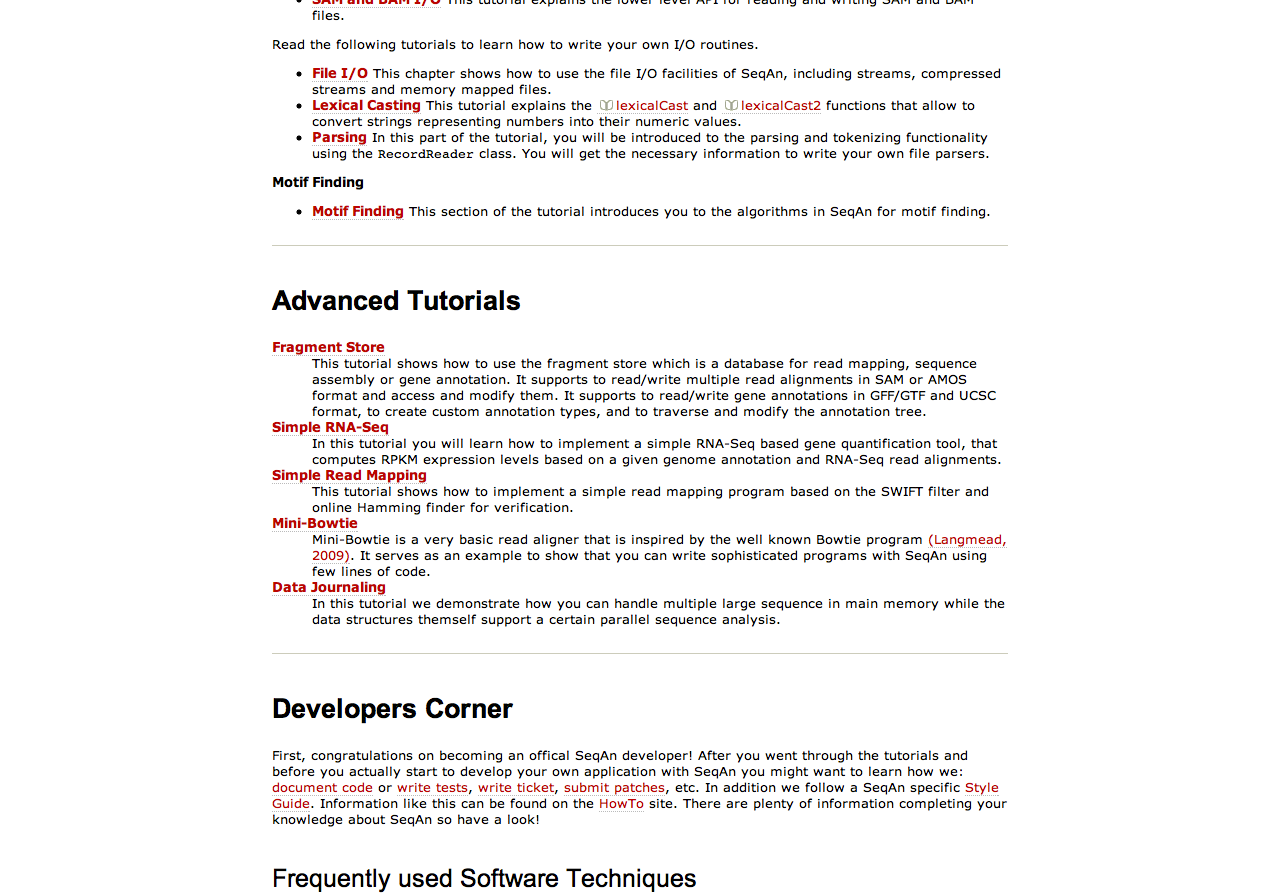 SAM and BAM I/O This tutorial explains the lower-level API for reading and writing SAM and BAM
files.
Read the following tutorials to learn how to write your own I/O routines.
File I/O This chapter shows how to use the file I/O facilities of SeqAn, including streams, compressed
streams and memory mapped files.
Lexical Casting This tutorial explains the lexicalCast and lexicalCast2 functions that allow to
convert strings representing numbers into their numeric values.
Parsing In this part of the tutorial, you will be introduced to the parsing and tokenizing functionality
using the RecordReader class. You will get the necessary information to write your own file parsers.
Motif Finding
Motif Finding This section of the tutorial introduces you to the algorithms in SeqAn for motif finding.
Advanced Tutorials
Fragment Store
This tutorial shows how to use the fragment store which is a database for read mapping, sequence
assembly or gene annotation. It supports to read/write multiple read alignments in SAM or AMOS
format and access and modify them. It supports to read/write gene annotations in GFF/GTF and UCSC
format, to create custom annotation types, and to traverse and modify the annotation tree.
Simple RNA-Seq
In this tutorial you will learn how to implement a simple RNA-Seq based gene quantification tool, that
computes RPKM expression levels based on a given genome annotation and RNA-Seq read alignments.
Simple Read Mapping
This tutorial shows how to implement a simple read mapping program based on the SWIFT filter and
online Hamming finder for verification.
Mini-Bowtie
Mini-Bowtie is a very basic read aligner that is inspired by the well known Bowtie program (Langmead,
2009). It serves as an example to show that you can write sophisticated programs with SeqAn using
few lines of code.
Data Journaling
In this tutorial we demonstrate how you can handle multiple large sequence in main memory while the
data structures themself support a certain parallel sequence analysis.
Developers Corner
First, congratulations on becoming an offical SeqAn developer! After you went through the tutorials and
before you actually start to develop your own application with SeqAn you might want to learn how we:
document code or write tests, write ticket, submit patches, etc. In addition we follow a SeqAn specific Style
Guide. Information like this can be found on the HowTo site. There are plenty of information completing your
knowledge about SeqAn so have a look!
Frequently used Software Techniques